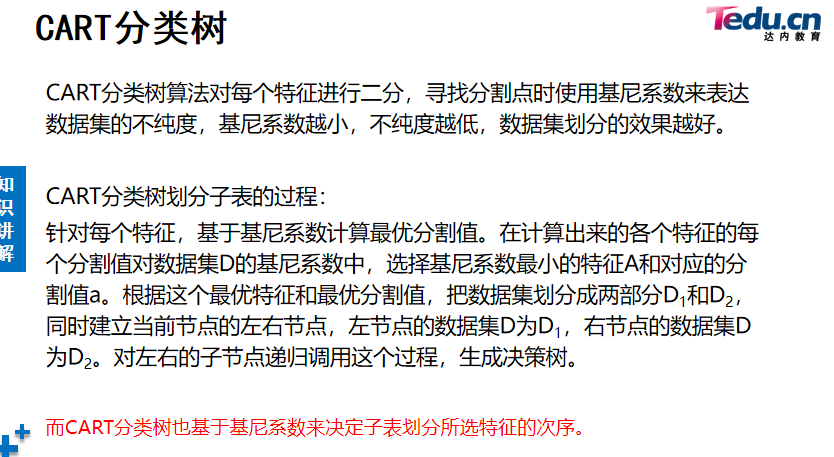 CART分类树
Tedu.cn
达内教育
CART分类树算法对每个特征进行二分，寻找分割点时使用基尼系数来表达
数据集的不纯度，基尼系数越小，不纯度越低，数据集划分的效果越好。
知
识
讲
解
CART分类树划分子表的过程：
针对每个特征，基于基尼系数计算最优分割值。在计算出来的各个特征的每
个分割值对数据集D的基尼系数中，选择基尼系数最小的特征A和对应的分
割值a。根据这个最优特征和最优分割值，把数据集划分成两部分D₁和D₂，
同时建立当前节点的左右节点，左节点的数据集D为D₁，右节点的数据集D
为D₂。对左右的子节点递归调用这个过程，生成决策树。
而CART分类树也基于基尼系数来决定子表划分所选特征的次序。